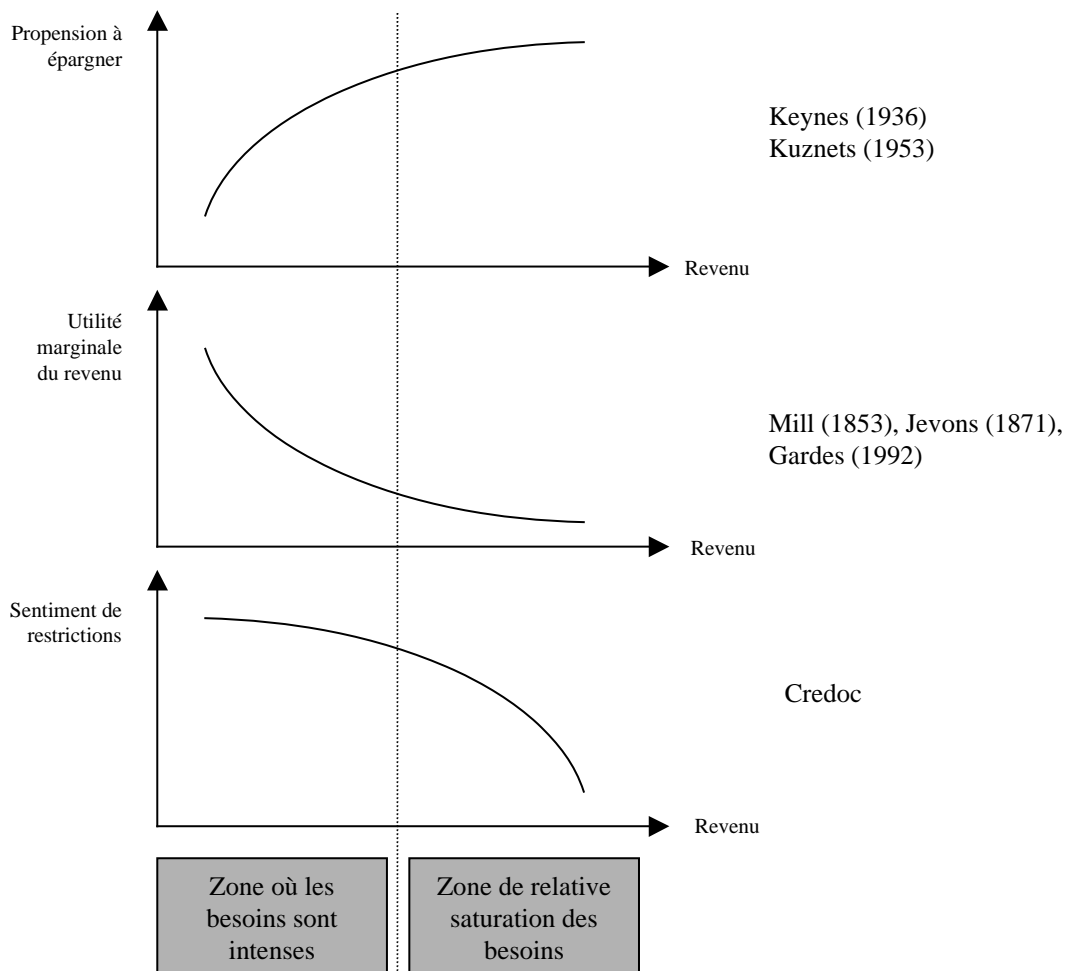 Propension à
épargner
Keynes (1936)
Kuznets (1953)
Revenu
Utilité
marginale
du revenu
Mill (1853), Jevons (1871),
Gardes (1992)
Revenu
Sentiment de
restrictions
Credoc
Revenu
Zone où les
besoins sont
intenses
Zone de relative
saturation des
besoins